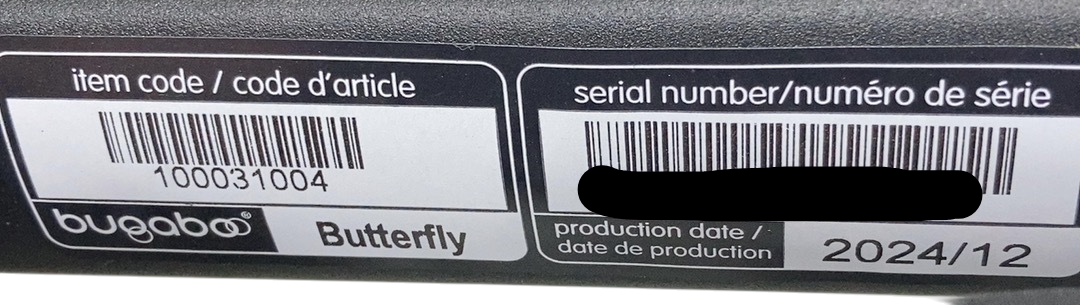 item code / code d'article
100031004
bugaboo®
Butterfly
serial number/numéro de série
production date /
date de production
2024/12